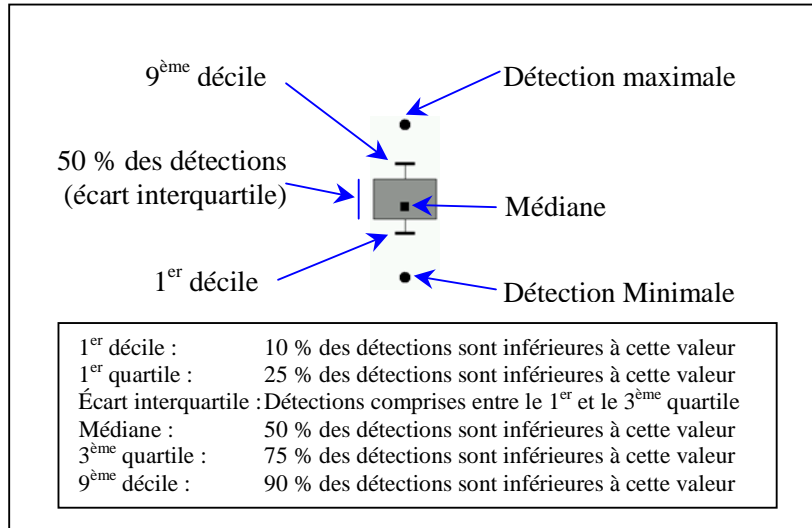 9ème décile
Détection maximale
50 % des détections
(écart interquartile)
Médiane
1er décile
Détection Minimale
1er décile : 10 % des détections sont inférieures à cette valeur
1er quartile : 25 % des détections sont inférieures à cette valeur
Écart interquartile : Détections comprises entre le 1er et le 3ème quartile
Médiane : 50 % des détections sont inférieures à cette valeur
3ème quartile : 75 % des détections sont inférieures à cette valeur
9ème décile : 90 % des détections sont inférieures à cette valeur